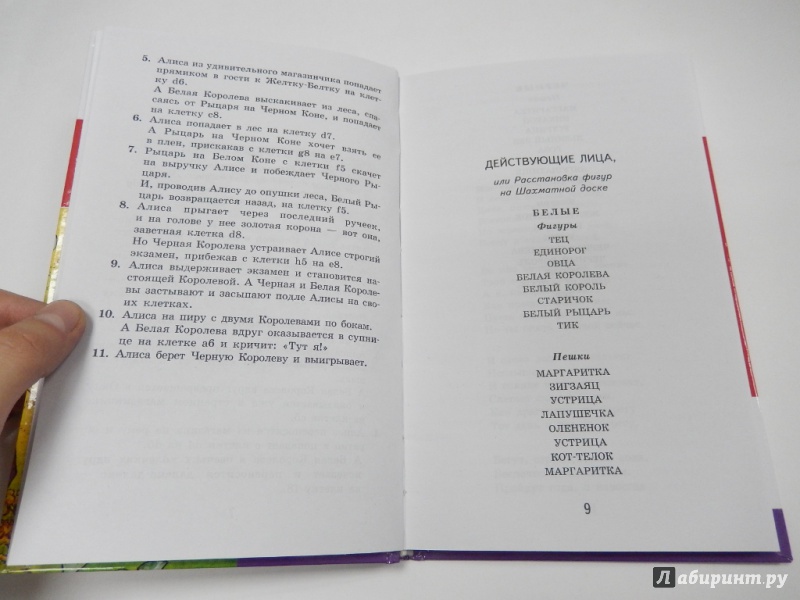 5. Алиса из удивительного магазинчика попадает
прямиком в гости к Желтку-Белтку на клет-
ку d6.
А Белая Королева выскакивает из леса, спа-
саясь от Рыцаря на Черном Коне, и попадает
на клетку c8.
6. Алиса попадает в лес на клетку d7.
А Рыцарь на Черном Коне хочет взять ее
в плен, прискакав с клетки g8 на e7.
7. Рыцарь на Белом Коне с клетки f5 скачет
на выручку Алисе и побеждает Черного Ры-
царя.
И, проводив Алису до опушки леса, Белый Ры-
царь возвращается назад, на клетку f5.
8. Алиса прыгает через последний ручеек,
и на голове у нее золотая корона — вот она,
заветная клетка d8.
Но Черная Королева устраивает Алисе строгий
экзамен, прибежав с клетки h5 на e8.
9. Алиса выдерживает экзамен и становится на-
стоящей Королевой. А Черная и Белая Короле-
вы застывают и засыпают подле Алисы на сво-
их клетках.
10. Алиса на пиру с двумя Королевами по бокам.
А Белая Королева вдруг оказывается в супни-
це на клетке a6 и кричит: «Тут я!»
11. Алиса берет Черную Королеву и выигрывает.
ДЕЙСТВУЮЩИЕ ЛИЦА,
или Расстановка фигур
на Шахматной доске
БЕЛЫЕ
Фигуры
ТЕЦ
ЕДИНОРОГ
ОВЦА
БЕЛАЯ КОРОЛЕВА
БЕЛЫЙ КОРОЛЬ
СТАРИЧОК
БЕЛЫЙ РЫЦАРЬ
ТИК
Пешки
МАРГАРИТКА
ЗИГЗАЯЦ
УСТРИЦА
ЛАПУШЕЧКА
ОЛЕНЕНОК
УСТРИЦА
КОТ-ТЕЛОК
МАРГАРИТКА
9
Лабиринт.ру